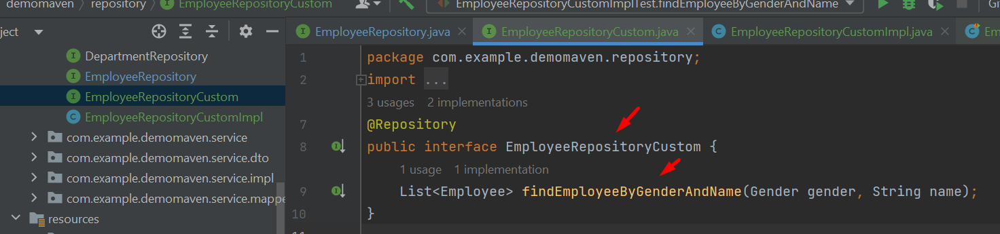 demomaven repository EmployeeRepositoryCustom EmployeeRepositoryCustomImplTest.findEmployeeByGenderAndName Gi
ject EmployeeRepository.java EmployeeRepositoryCustom.java EmployeeRepositoryCustomImpl.java Em
DepartmentRepository
EmployeeRepository
EmployeeRepositoryCustom
EmployeeRepositoryCustomImpl
com.example.demomaven.service
com.example.demomaven.service.dto
com.example.demomaven.service.impl
com.example.demomaven.service.mappe
resources
1 package com.example.demomaven.repository;
2 import ...
3 usages 2 implementations
7 @Repository
8 public interface EmployeeRepositoryCustom {
1 usage 1 implementation
9 List<Employee> findEmployeeByGenderAndName(Gender gender, String name);
10 }
11